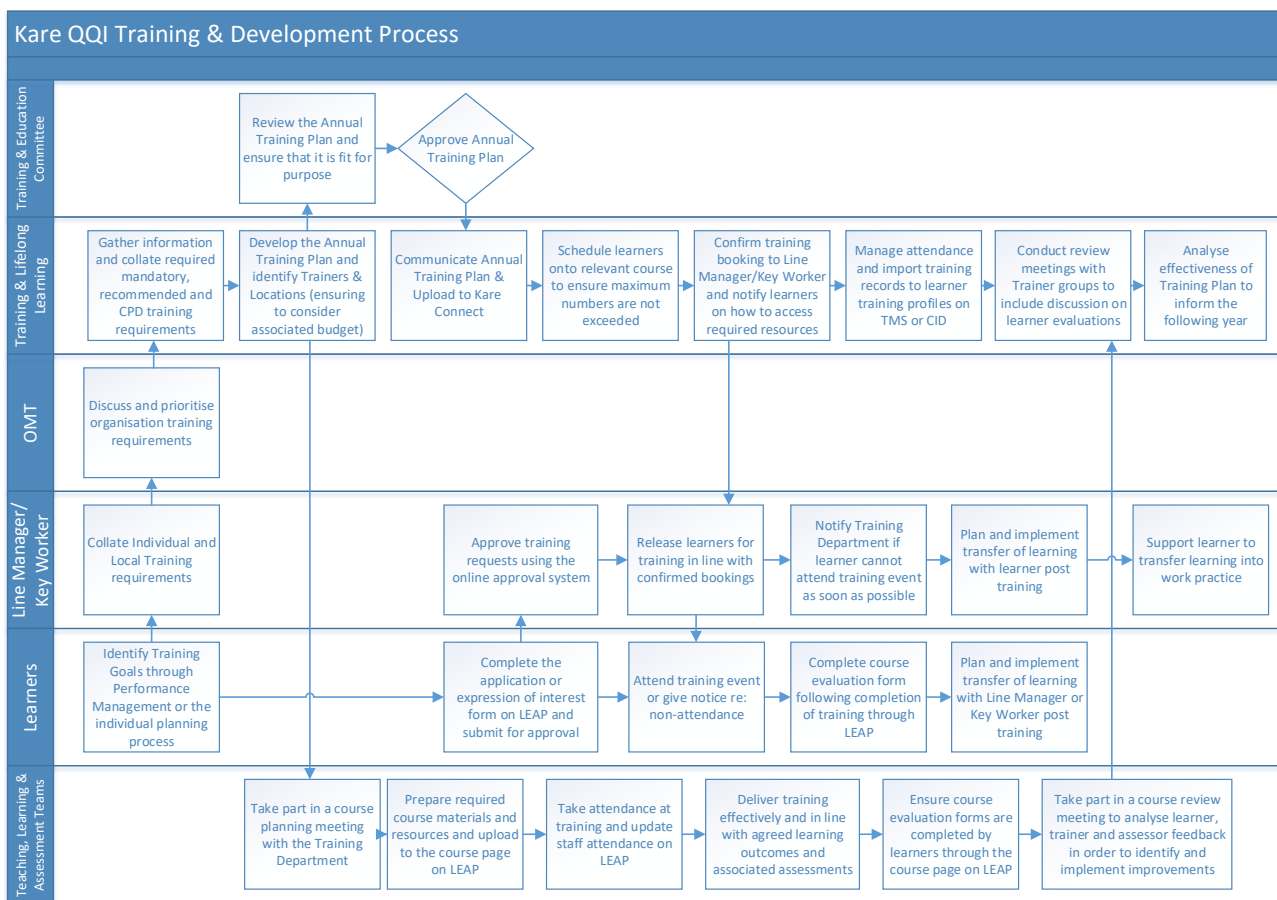 Kare QQI Training & Development Process
Training & Education
Committee
Review the Annual
Training Plan and
ensure that it is fit for
purpose
Approve Annual
Training Plan
Training & Lifelong
Learning
Gather information
and collate required
mandatory,
recommended and
CPD training
requirements
Develop the Annual
Training Plan and
identify Trainers &
Locations (ensuring
to consider
associated budget)
Communicate Annual
Training Plan &
Upload to Kare
Connect
Schedule learners
onto relevant course
to ensure maximum
numbers are not
exceeded
Confirm training
booking to Line
Manager/Key Worker
and notify learners
on how to access
required resources
Manage attendance
and import training
records to learner
training profiles on
TMS or CID
Conduct review
meetings with
Trainer groups to
include discussion on
learner evaluations
Analyse
effectiveness of
Training Plan to
inform the
following year
OMT
Discuss and prioritise
organisation training
requirements
Line Manager/
Key Worker
Collate Individual and
Local Training
requirements
Approve training
requests using the
online approval system
Release learners for
training in line with
confirmed bookings
Notify Training
Department if
learner cannot
attend training event
as soon as possible
Plan and implement
transfer of learning
with learner post
training
Support learner to
transfer learning into
work practice
Learners
Identify Training
Goals through
Performance
Management or the
individual planning
process
Complete the
application or
expression of interest
form on LEAP and
submit for approval
Attend training event
or give notice re:
non-attendance
Complete course
evaluation form
following completion
of training through
LEAP
Plan and implement
transfer of learning
with Line Manager or
Key Worker post
training
Teaching, Learning &
Assessment Teams
Take part in a course
planning meeting
with the Training
Department
Prepare required
course materials and
resources and upload
to the course page
on LEAP
Take attendance at
training and update
staff attendance on
LEAP
Deliver training
effectively and in line
with agreed learning
outcomes and
associated assessments
Ensure course
evaluation forms are
completed by
learners through the
course page on LEAP
Take part in a course review
meeting to analyse learner,
trainer and assessor feedback
in order to identify and
implement improvements